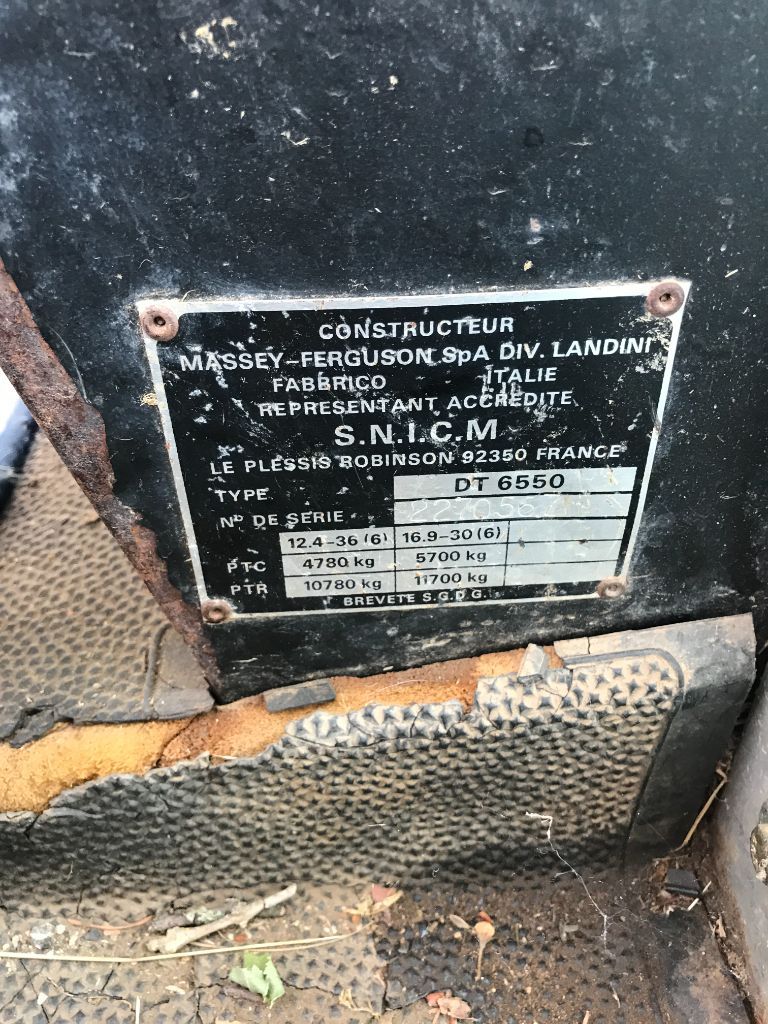 CONSTRUCTEUR
MASSEY-FERGUSON SpA DIV. LANDINI
FABBRICO ITALIE
REPRESENTANT ACCREDITE
S.N.I.C.M
LE PLESSIS ROBINSON 92350 FRANCE
TYPE DT 6550
Nº DE SERIE
12.4-36 (6) 16.9-30 (6)
PTC 4780 kg 5700 kg
PTR 10780 kg 11700 kg
BREVETE S.G.D.G.